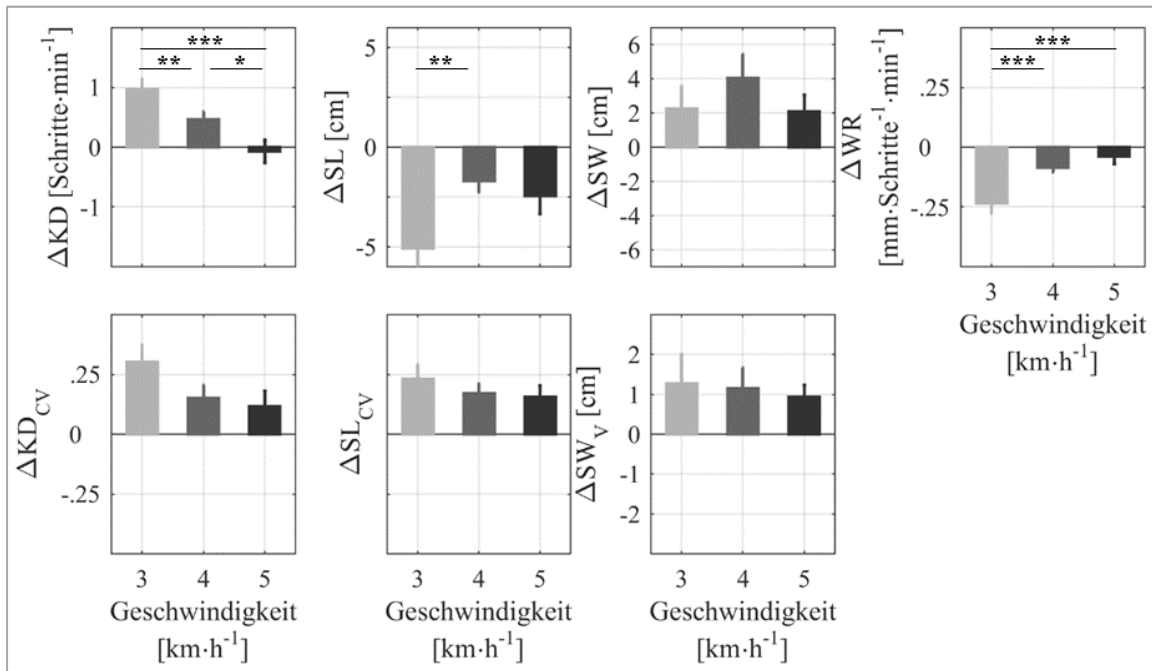 ΔKD [Schritte·min⁻¹]
1
0
-1
***
**
*
ΔSL [cm]
5
0
-5
**
ΔSW [cm]
6
4
2
0
-2
-4
-6
ΔWR
[mm·Schritte⁻¹·min⁻¹]
.25
0
-.25
***
***
3 4 5
Geschwindigkeit
[km·h⁻¹]
ΔKD_CV
.25
0
-.25
3 4 5
Geschwindigkeit
[km·h⁻¹]
ΔSL_CV
3 4 5
Geschwindigkeit
[km·h⁻¹]
ΔSW_V [cm]
2
1
0
-1
-2
3 4 5
Geschwindigkeit
[km·h⁻¹]